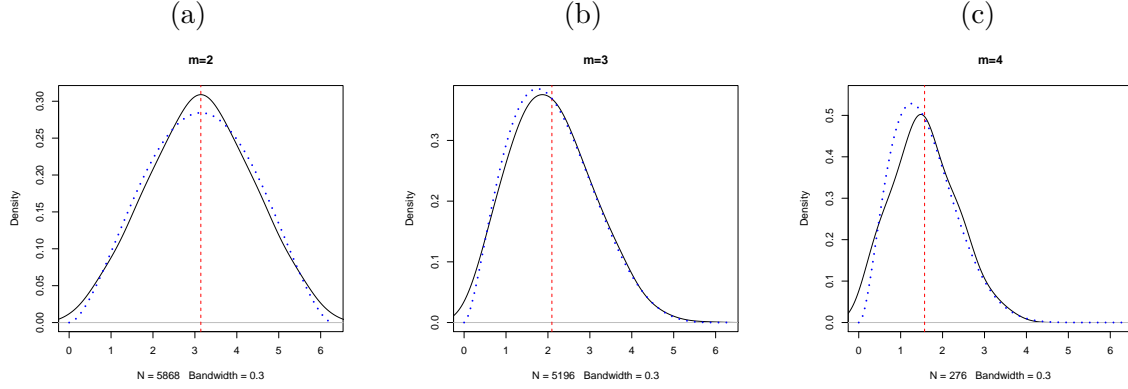 (a)
m=2
Density
0.00 0.05 0.10 0.15 0.20 0.25 0.30
0 1 2 3 4 5 6
N = 5868 Bandwidth = 0.3
(b)
m=3
Density
0.0 0.1 0.2 0.3
0 1 2 3 4 5 6
N = 5196 Bandwidth = 0.3
(c)
m=4
Density
0.0 0.1 0.2 0.3 0.4 0.5
0 1 2 3 4 5 6
N = 276 Bandwidth = 0.3